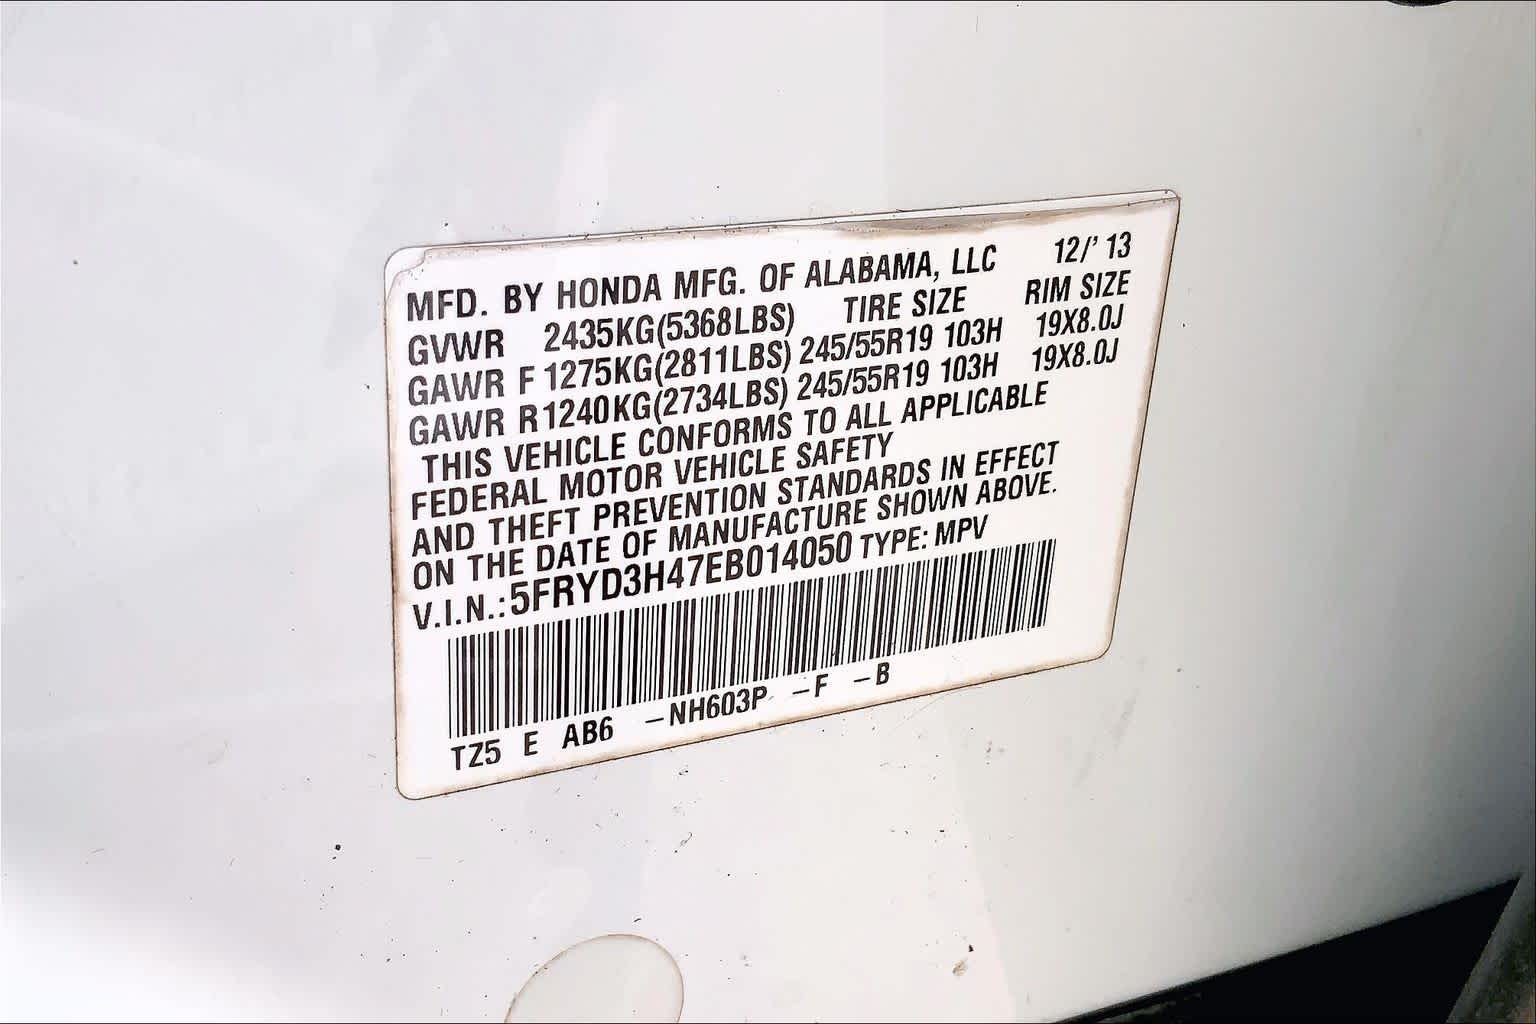 MFD. BY HONDA MFG. OF ALABAMA, LLC 12/' 13
GVWR 2435KG(5368LBS) TIRE SIZE RIM SIZE
GAWR F 1275KG(2811LBS) 245/55R19 103H 19X8.0J
GAWR R 1240KG(2734LBS) 245/55R19 103H 19X8.0J
THIS VEHICLE CONFORMS TO ALL APPLICABLE
FEDERAL MOTOR VEHICLE SAFETY
AND THEFT PREVENTION STANDARDS IN EFFECT
ON THE DATE OF MANUFACTURE SHOWN ABOVE.
V.I.N.: 5FRYD3H47EB014050 TYPE: MPV
TZ5 E AB6 -NH603P -F -B